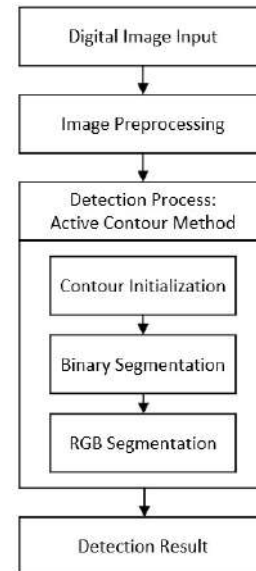 Digital Image Input
Image Preprocessing
Detection Process:
Active Contour Method
Contour Initialization
Binary Segmentation
RGB Segmentation
Detection Result